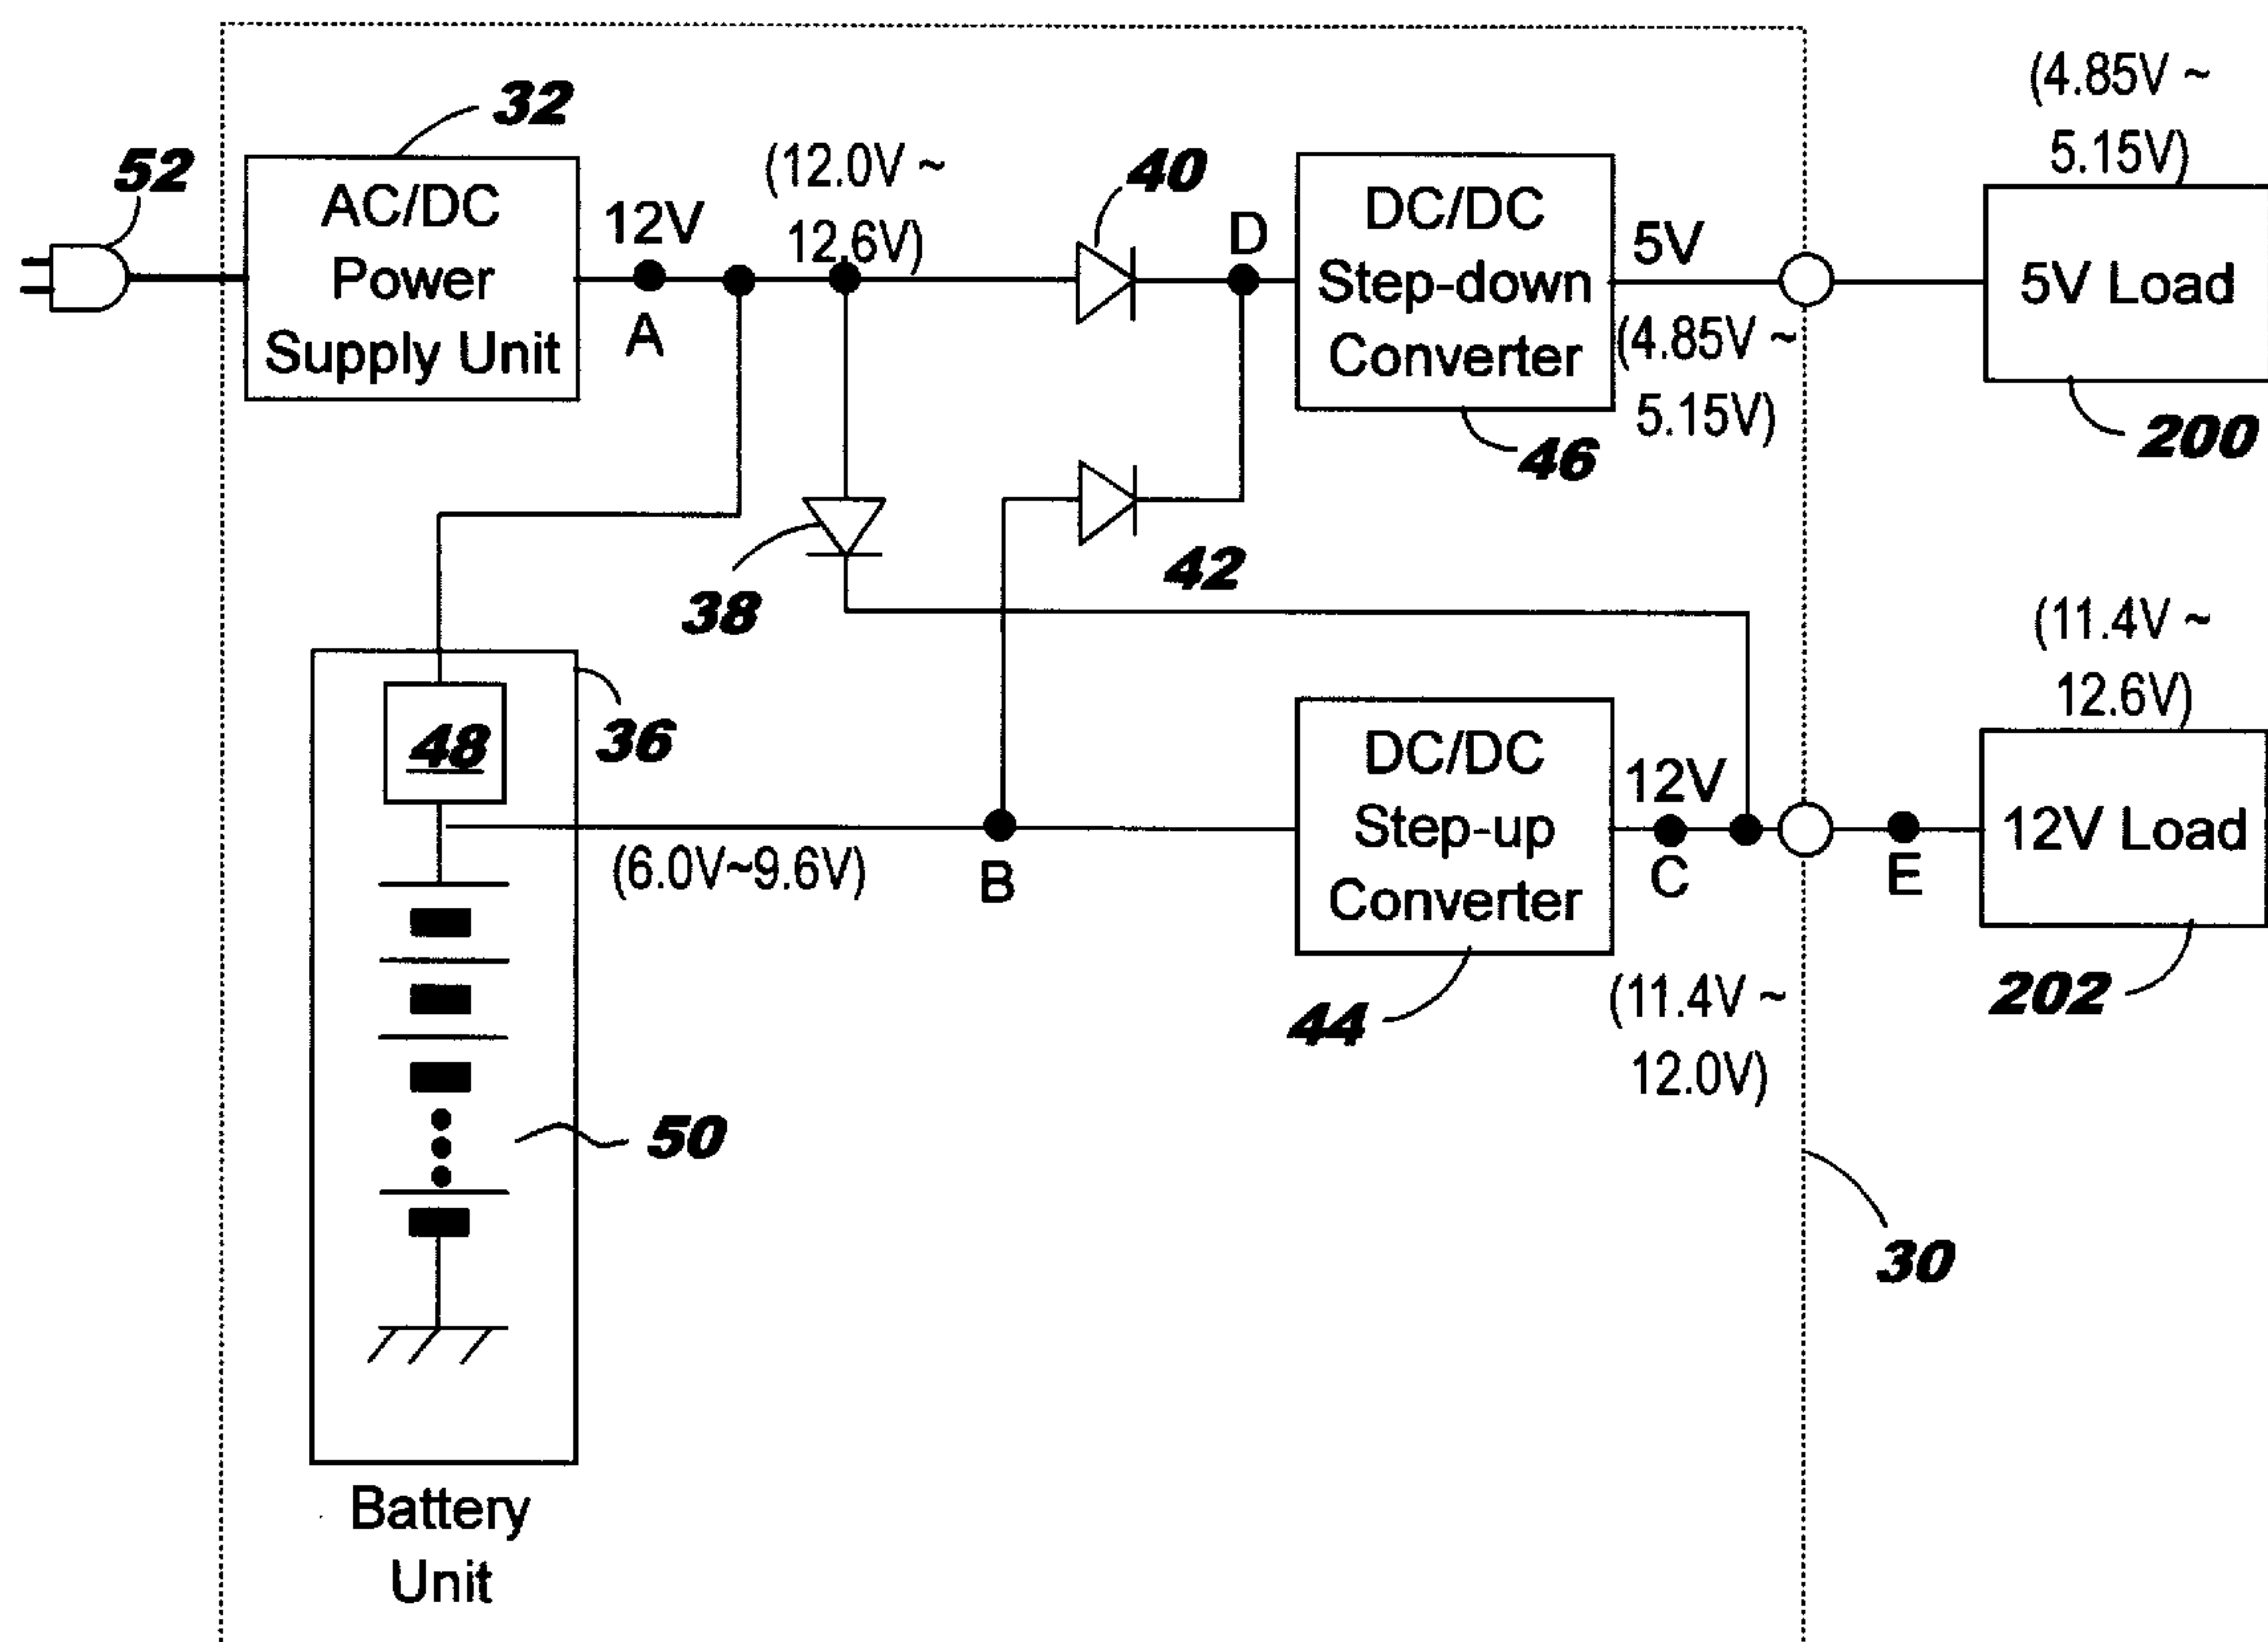 32
52
AC/DC
Power
Supply Unit
12V
A
(12.0V ~
12.6V)
40
D
DC/DC
Step-down
Converter
46
5V
(4.85V ~
5.15V)
(4.85V ~
5.15V)
5V Load
200
38
42
36
48
(6.0V~9.6V)
B
DC/DC
Step-up
Converter
44
12V
C
(11.4V ~
12.0V)
E
(11.4V ~
12.6V)
12V Load
202
50
30
Battery
Unit